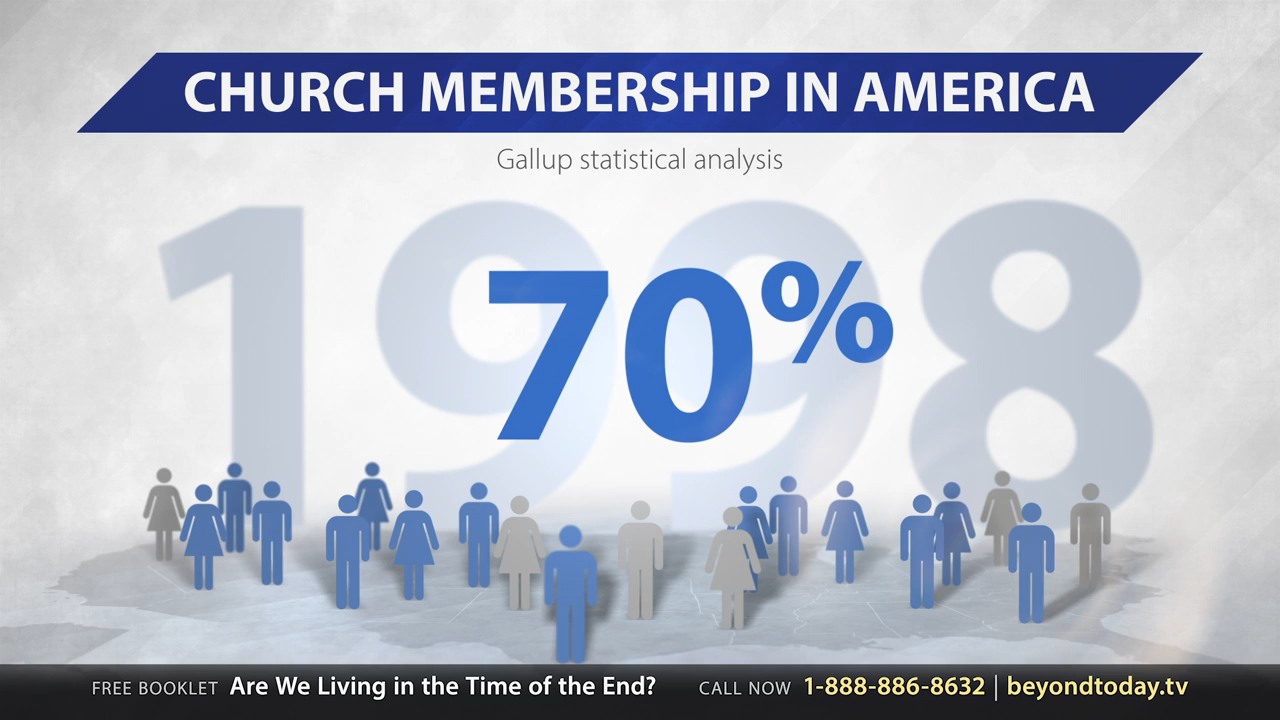 CHURCH MEMBERSHIP IN AMERICA
Gallup statistical analysis
1998
70%
FREE BOOKLET Are We Living in the Time of the End? CALL NOW 1-888-886-8632 | beyondtoday.tv